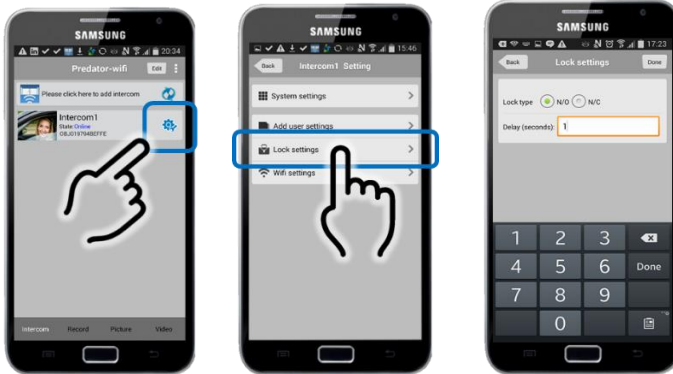 SAMSUNG
20:34
Predator-wifi
Edit
Please click here to add intercom
Intercom1
State: Online
OBJ019794BEFFE
Intercom
Record
Picture
Video
SAMSUNG
15:46
Back
Intercom1 Setting
System settings
Add user settings
Lock settings
Wifi settings
SAMSUNG
17:23
Back
Lock settings
Done
Lock type
N/O
N/C
Delay (seconds):
1
1 2 3
4 5 6 Done
7 8 9
0